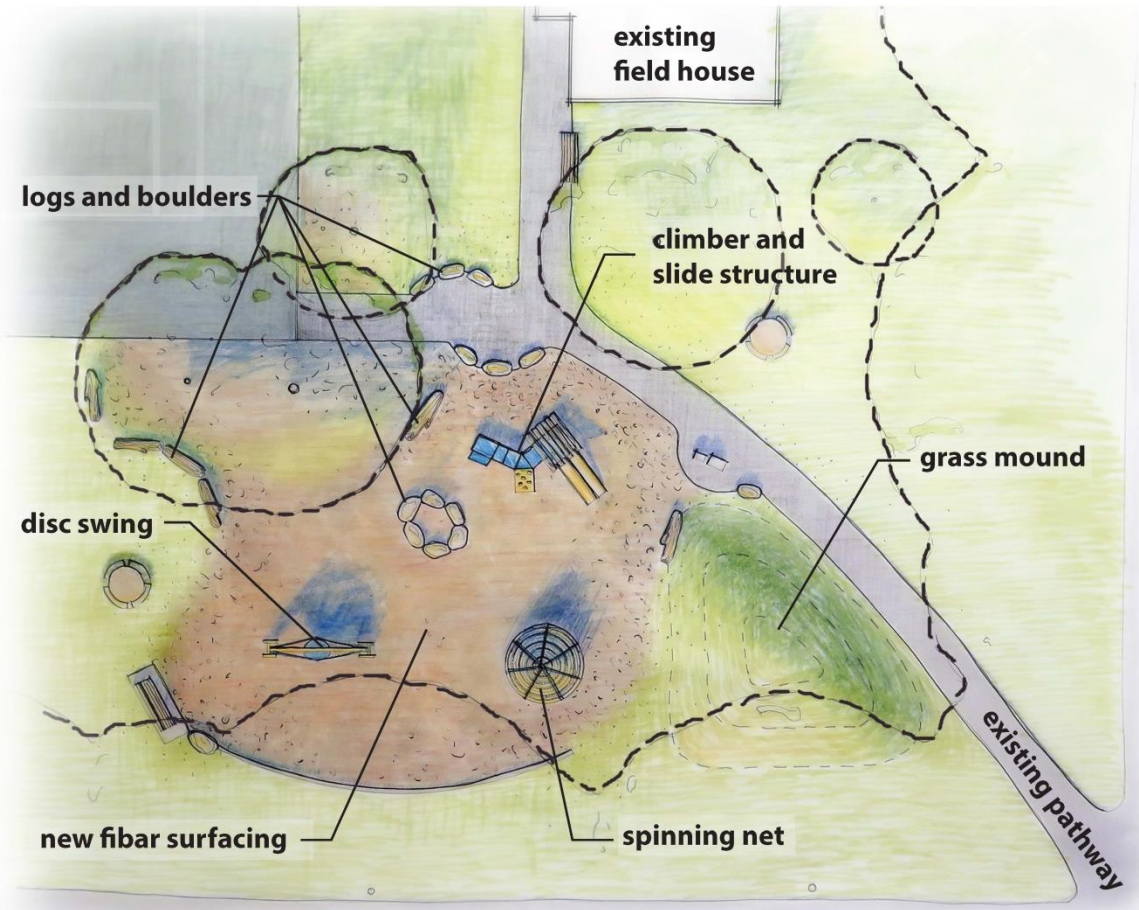 existing
field house
logs and boulders
climber and
slide structure
grass mound
disc swing
existing pathway
new fibar surfacing
spinning net